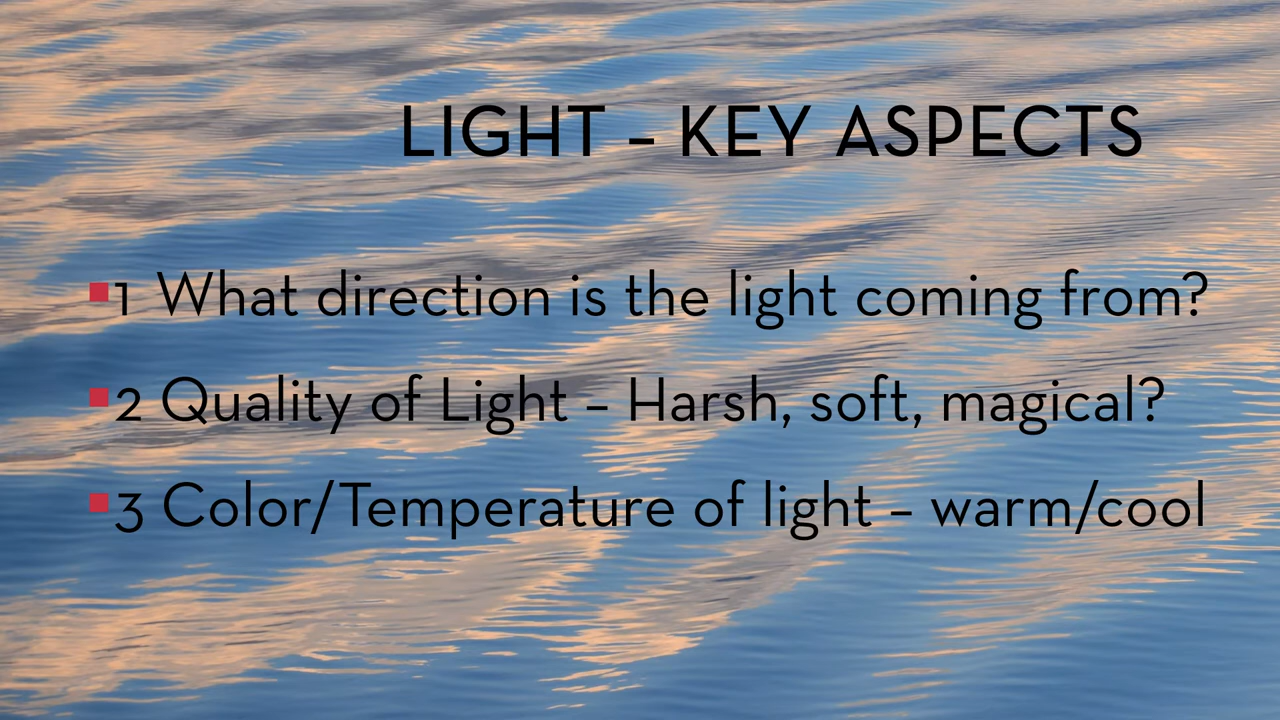 LIGHT – KEY ASPECTS
1 What direction is the light coming from?
2 Quality of Light – Harsh, soft, magical?
3 Color/Temperature of light – warm/cool